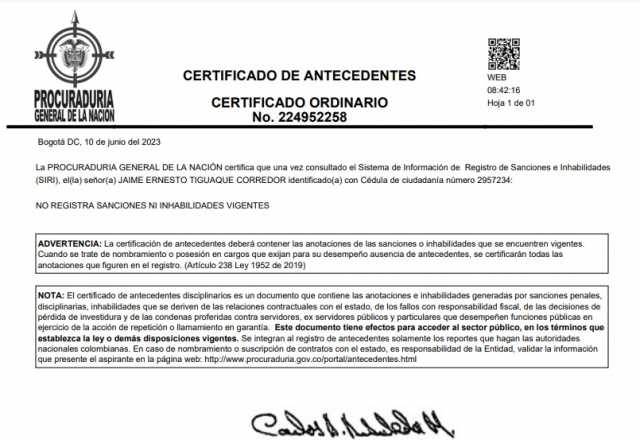 PROCURADURIA
GENERAL DE LA NACION
CERTIFICADO DE ANTECEDENTES
CERTIFICADO ORDINARIO
No. 224952258
WEB
08:42:16
Hoja 1 de 01
Bogotá DC, 10 de junio del 2023
La PROCURADURIA GENERAL DE LA NACIÓN certifica que una vez consultado el Sistema de Información de Registro de Sanciones e Inhabilidades
(SIRI), el(la) señor(a) JAIME ERNESTO TIGUAQUE CORREDOR identificado(a) con Cédula de ciudadanía número 2957234:
NO REGISTRA SANCIONES NI INHABILIDADES VIGENTES
ADVERTENCIA: La certificación de antecedentes deberá contener las anotaciones de las sanciones o inhabilidades que se encuentren vigentes.
Cuando se trate de nombramiento o posesión en cargos que exijan para su desempeño ausencia de antecedentes, se certificarán todas las
anotaciones que figuren en el registro. (Artículo 238 Ley 1952 de 2019)
NOTA: El certificado de antecedentes disciplinarios es un documento que contiene las anotaciones e inhabilidades generadas por sanciones penales,
disciplinarias, inhabilidades que se deriven de las relaciones contractuales con el estado, de los fallos con responsabilidad fiscal, de las decisiones de
pérdida de investidura y de las condenas proferidas contra servidores, ex servidores públicos y particulares que desempeñen funciones públicas en
ejercicio de la acción de repetición o llamamiento en garantía. Este documento tiene efectos para acceder al sector público, en los términos que
establezca la ley o demás disposiciones vigentes. Se integran al registro de antecedentes solamente los reportes que hagan las autoridades
nacionales colombianas. En caso de nombramiento o suscripción de contratos con el estado, es responsabilidad de la Entidad, validar la información
que presente el aspirante en la página web: http://www.procuraduria.gov.co/portal/antecedentes.html